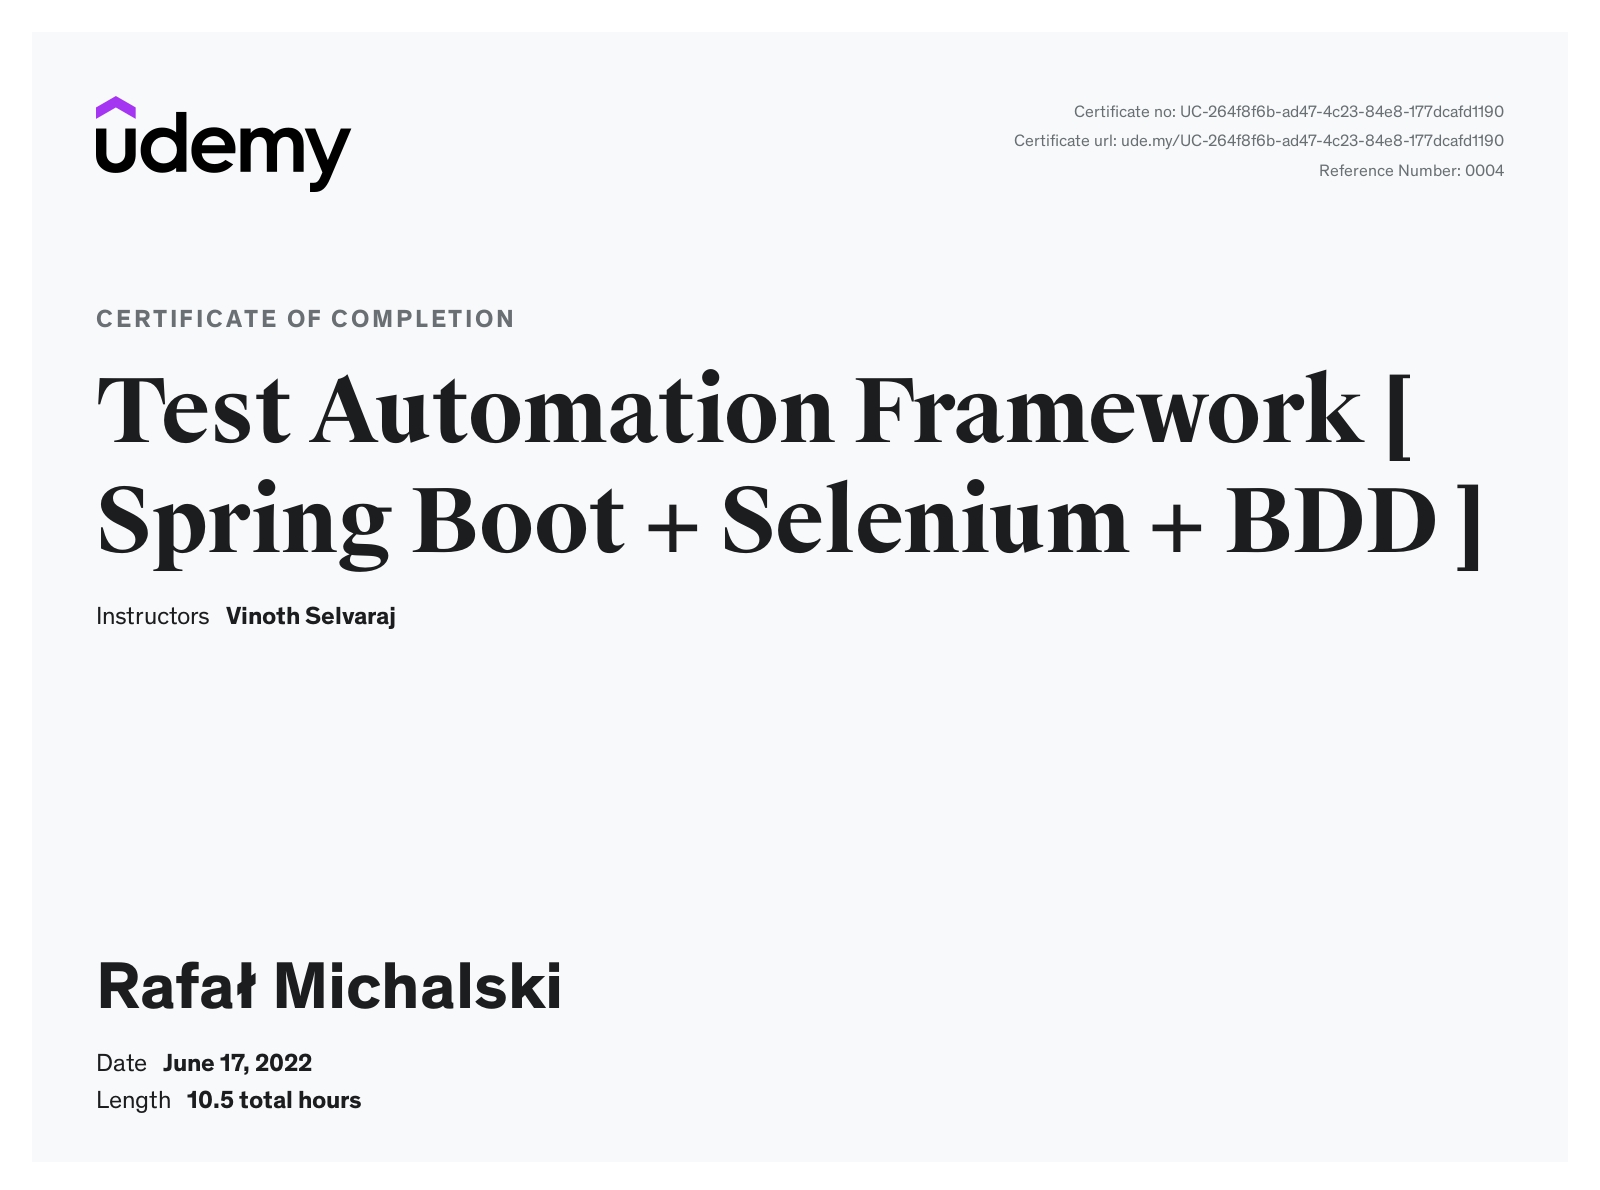 udemy
Certificate no: UC-264f8f6b-ad47-4c23-84e8-177dcafd1190
Certificate url: ude.my/UC-264f8f6b-ad47-4c23-84e8-177dcafd1190
Reference Number: 0004
CERTIFICATE OF COMPLETION
Test Automation Framework [
Spring Boot + Selenium + BDD ]
Instructors Vinoth Selvaraj
Rafał Michalski
Date June 17, 2022
Length 10.5 total hours